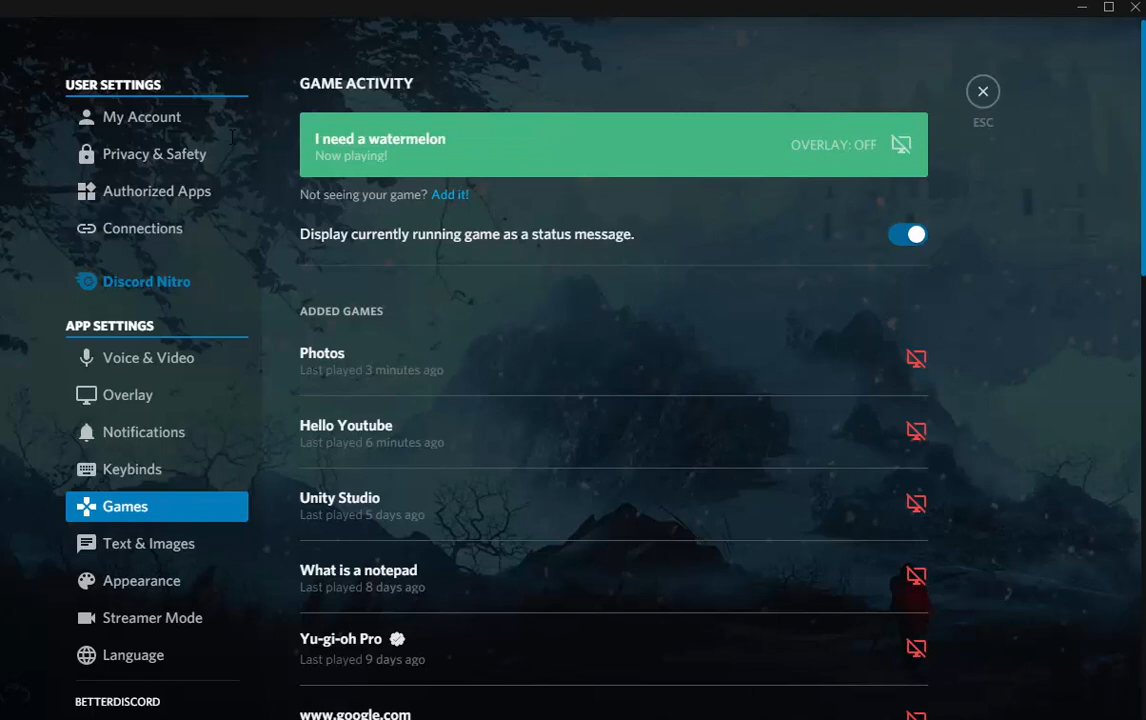 USER SETTINGS
My Account
Privacy & Safety
Authorized Apps
Connections
Discord Nitro
APP SETTINGS
Voice & Video
Overlay
Notifications
Keybinds
Games
Text & Images
Appearance
Streamer Mode
Language
BETTERDISCORD
GAME ACTIVITY
I need a watermelon
Now playing!
OVERLAY: OFF
Not seeing your game? Add it!
Display currently running game as a status message.
ADDED GAMES
Photos
Last played 3 minutes ago
Hello Youtube
Last played 6 minutes ago
Unity Studio
Last played 5 days ago
What is a notepad
Last played 8 days ago
Yu-gi-oh Pro
Last played 9 days ago
www.google.com
ESC